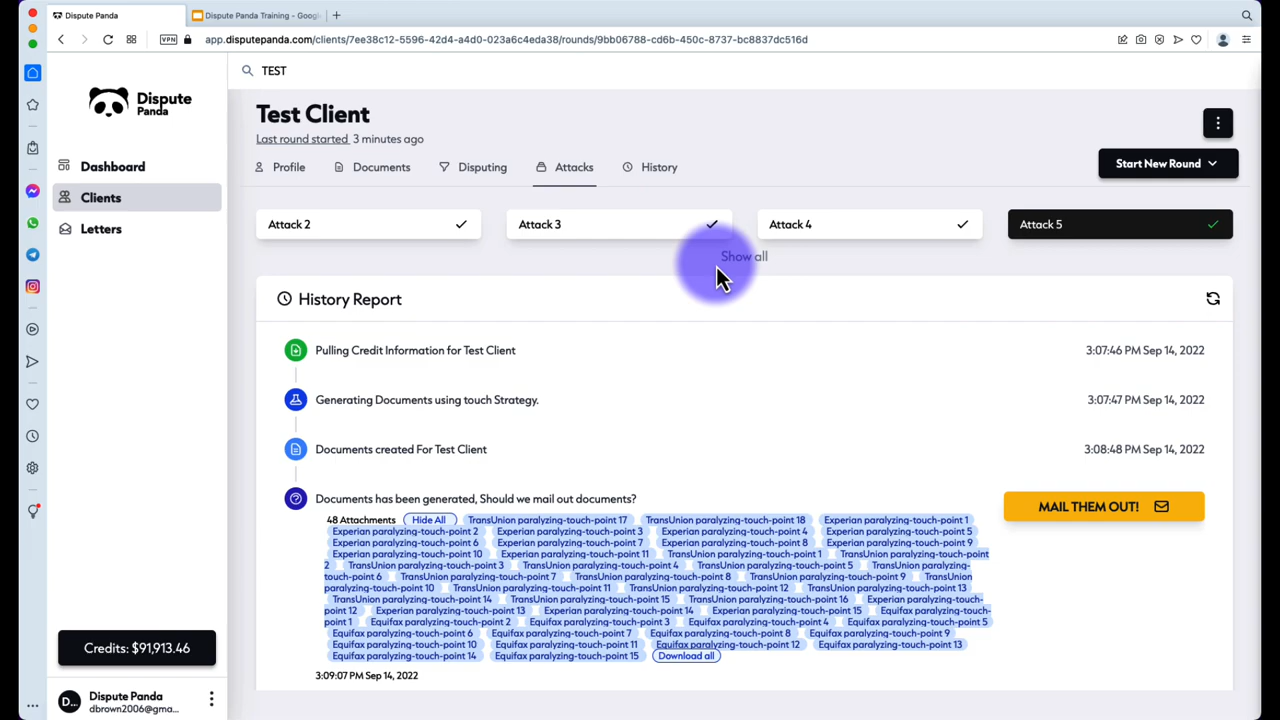 Dispute Panda
Dispute Panda Training - Google
VPN
app.disputepanda.com/clients/7ee38c12-5596-42d4-a4d0-023a6c4eda38/rounds/9bb06788-cd6b-450c-8737-bc8837dc516d
Dispute
Panda
TEST
Dashboard
Clients
Letters
Test Client
Last round started 3 minutes ago
Profile
Documents
Disputing
Attacks
History
Start New Round
Attack 2
Attack 3
Attack 4
Attack 5
Show all
History Report
Pulling Credit Information for Test Client
3:07:46 PM Sep 14, 2022
Generating Documents using touch Strategy.
3:07:47 PM Sep 14, 2022
Documents created For Test Client
3:08:48 PM Sep 14, 2022
Documents has been generated, Should we mail out documents?
MAIL THEM OUT!
48 Attachments Hide All TransUnion paralyzing-touch-point 17 TransUnion paralyzing-touch-point 18 Experian paralyzing-touch-point 1
Experian paralyzing-touch-point 2 Experian paralyzing-touch-point 3 Experian paralyzing-touch-point 4 Experian paralyzing-touch-point 5
Experian paralyzing-touch-point 6 Experian paralyzing-touch-point 7 Experian paralyzing-touch-point 8 Experian paralyzing-touch-point 9
Experian paralyzing-touch-point 10 Experian paralyzing-touch-point 11 TransUnion paralyzing-touch-point 1 TransUnion paralyzing-touch-point
2 TransUnion paralyzing-touch-point 3 TransUnion paralyzing-touch-point 4 TransUnion paralyzing-touch-point 5 TransUnion paralyzing-
touch-point 6 TransUnion paralyzing-touch-point 7 TransUnion paralyzing-touch-point 8 TransUnion paralyzing-touch-point 9 TransUnion
paralyzing-touch-point 10 TransUnion paralyzing-touch-point 11 TransUnion paralyzing-touch-point 12 TransUnion paralyzing-touch-point 13
TransUnion paralyzing-touch-point 14 TransUnion paralyzing-touch-point 15 TransUnion paralyzing-touch-point 16 Experian paralyzing-touch-
point 12 Experian paralyzing-touch-point 13 Experian paralyzing-touch-point 14 Experian paralyzing-touch-point 15 Equifax paralyzing-touch-
point 1 Equifax paralyzing-touch-point 2 Equifax paralyzing-touch-point 3 Equifax paralyzing-touch-point 4 Equifax paralyzing-touch-point 5
Equifax paralyzing-touch-point 6 Equifax paralyzing-touch-point 7 Equifax paralyzing-touch-point 8 Equifax paralyzing-touch-point 9
Equifax paralyzing-touch-point 10 Equifax paralyzing-touch-point 11 Equifax paralyzing-touch-point 12 Equifax paralyzing-touch-point 13
Equifax paralyzing-touch-point 14 Equifax paralyzing-touch-point 15 Download all
3:09:07 PM Sep 14, 2022
Credits: $91,913.46
D...
Dispute Panda
dbrown2006@gma...